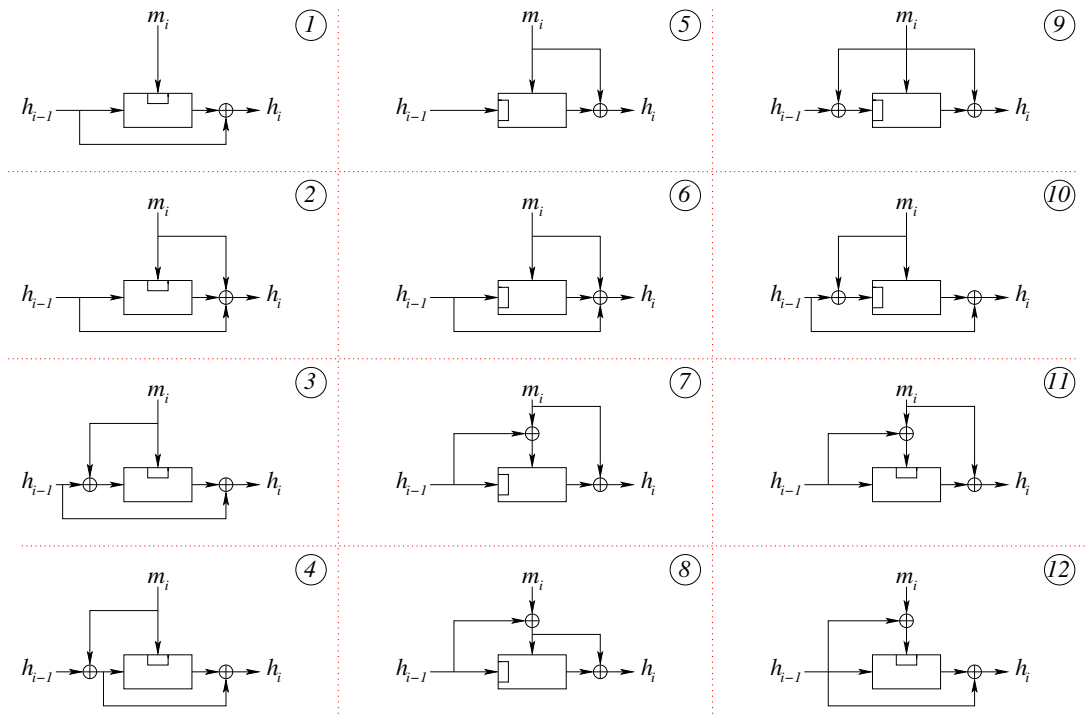 m_i 1
h_{i-1} h_i
m_i 5
h_{i-1} h_i
m_i 9
h_{i-1} h_i
m_i 2
h_{i-1} h_i
m_i 6
h_{i-1} h_i
m_i 10
h_{i-1} h_i
m_i 3
h_{i-1} h_i
m_i 7
h_{i-1} h_i
m_i 11
h_{i-1} h_i
m_i 4
h_{i-1} h_i
m_i 8
h_{i-1} h_i
m_i 12
h_{i-1} h_i